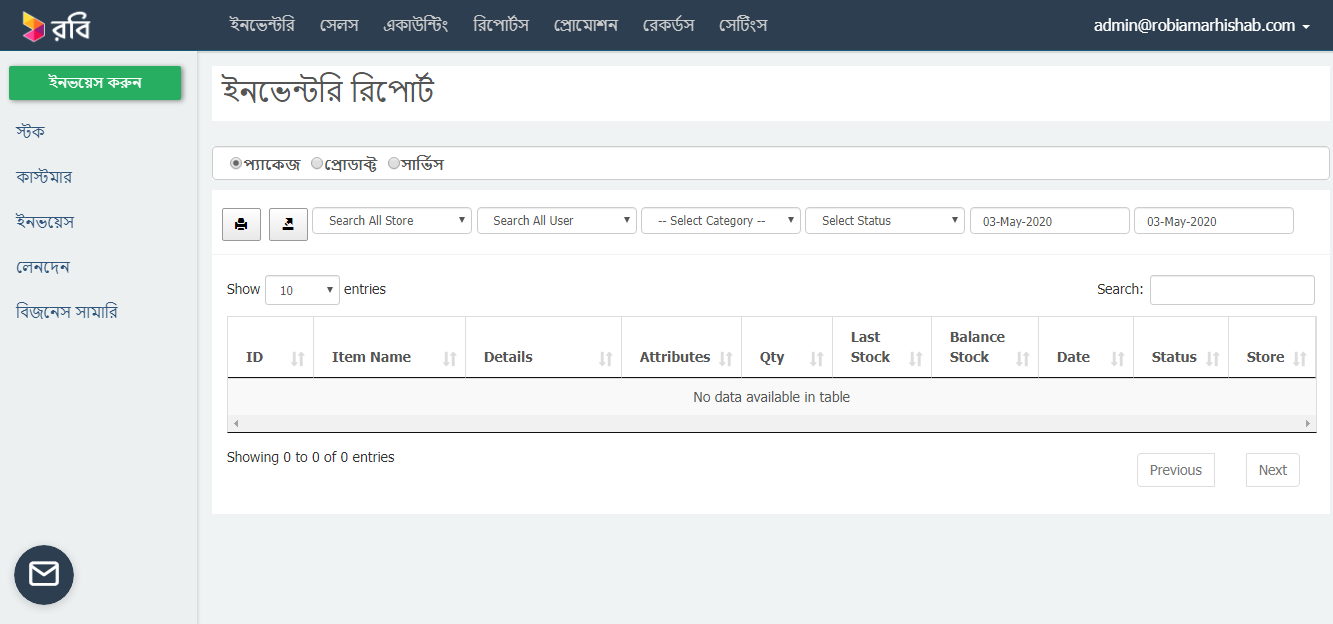 রবি ইনভেন্টরি সেলস একাউন্টিং রিপোর্টস প্রোমোশন রেকর্ডস সেটিংস admin@robiamarhishab.com
ইনভয়েস করুন
স্টক
কাস্টমার
ইনভয়েস
লেনদেন
বিজনেস সামারি
ইনভেন্টরি রিপোর্ট
প্যাকেজ প্রোডাক্ট সার্ভিস
Search All Store Search All User -- Select Category -- Select Status 03-May-2020 03-May-2020
Show 10 entries Search:
ID Item Name Details Attributes Qty Last Stock Balance Stock Date Status Store
No data available in table
Showing 0 to 0 of 0 entries
Previous Next